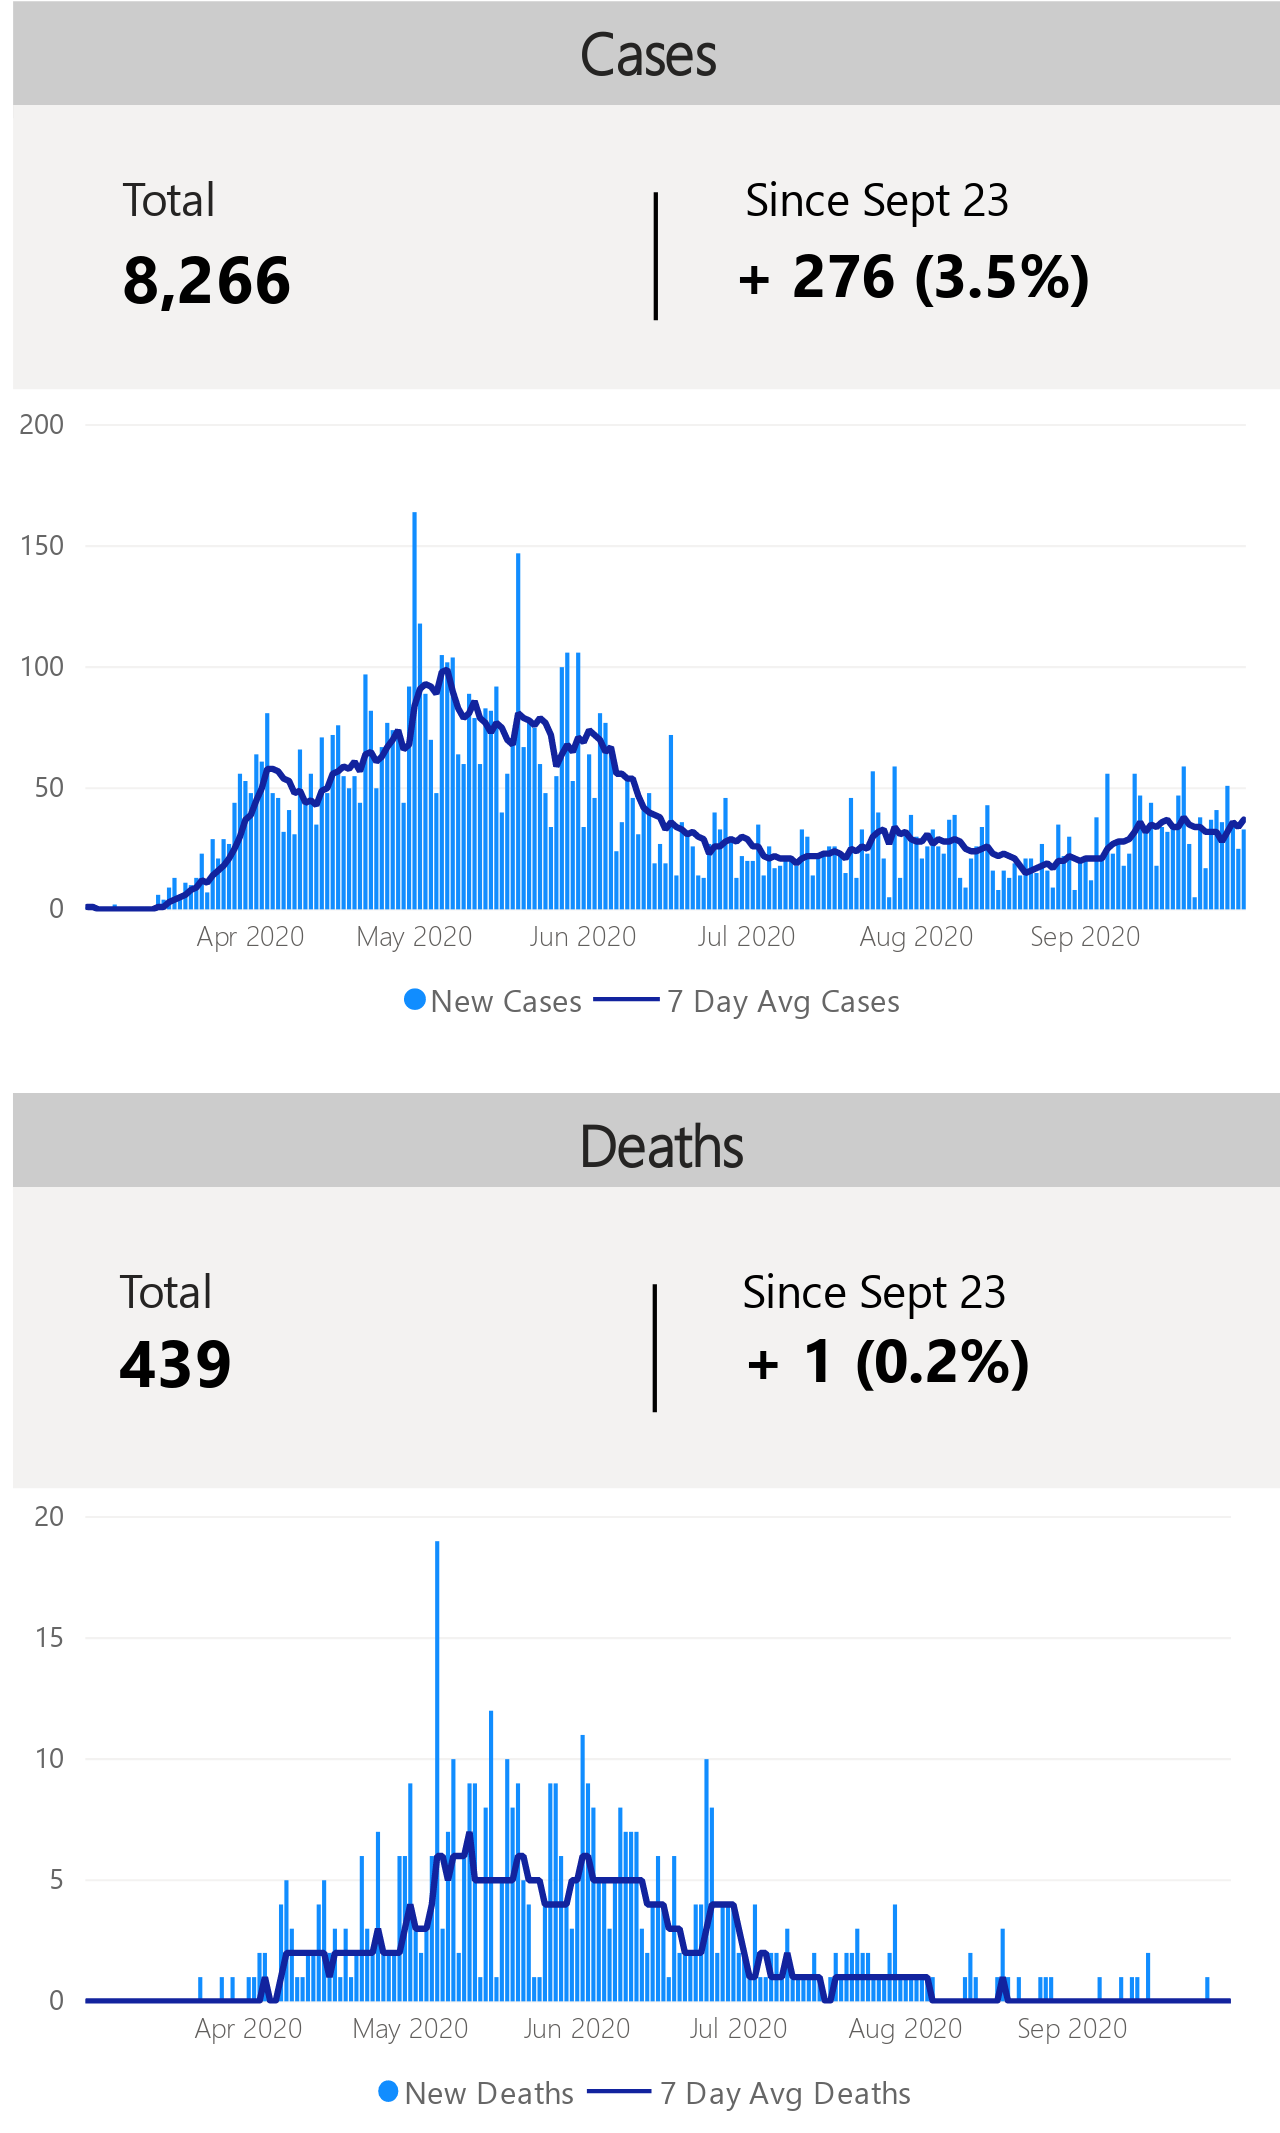 Cases
Total
Since Sept 23
8,266
+ 276 (3.5%)
200
150
100
50
0
Apr 2020 May 2020 Jun 2020 Jul 2020 Aug 2020 Sep 2020
New Cases 7 Day Avg Cases
Deaths
Total
Since Sept 23
439
+ 1 (0.2%)
20
15
10
5
0
Apr 2020 May 2020 Jun 2020 Jul 2020 Aug 2020 Sep 2020
New Deaths 7 Day Avg Deaths